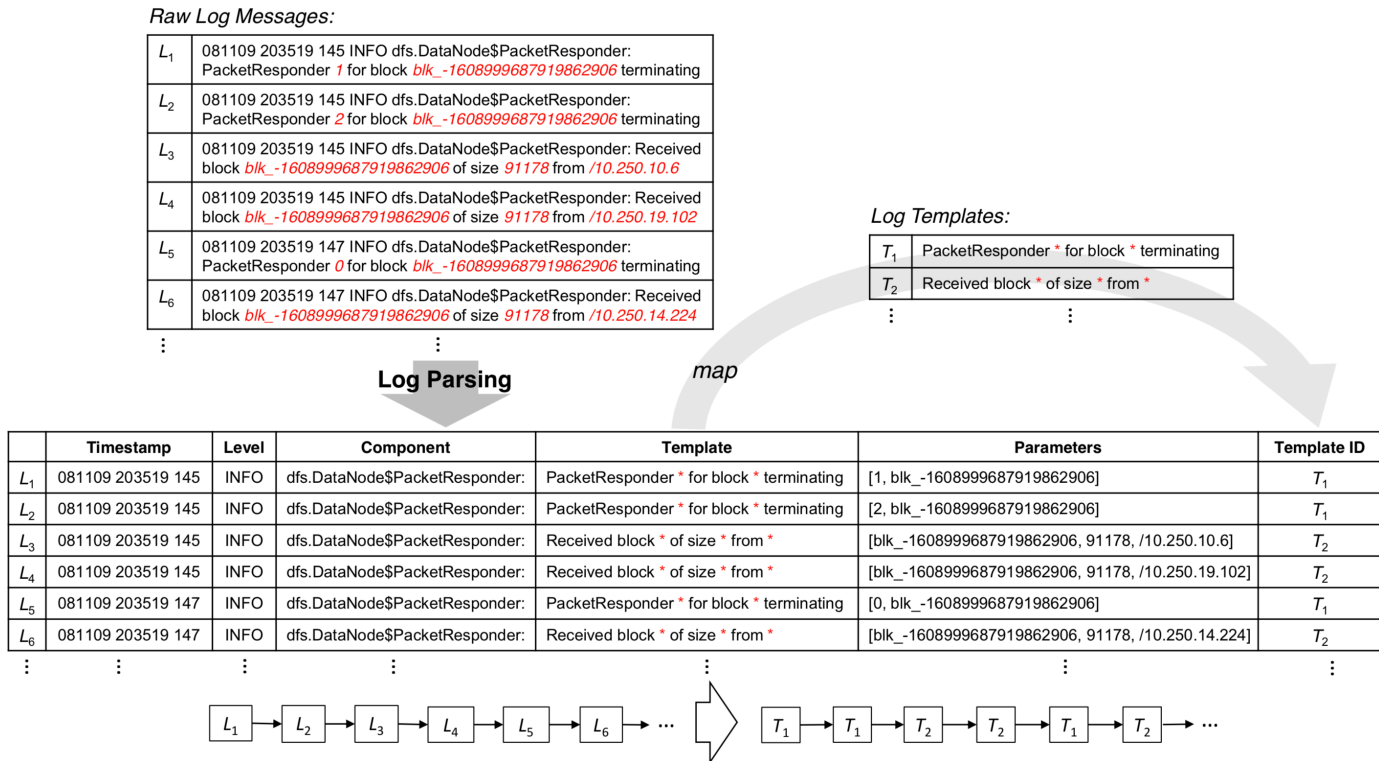 Raw Log Messages:
L1 081109 203519 145 INFO dfs.DataNode$PacketResponder:
PacketResponder 1 for block blk_-1608999687919862906 terminating
L2 081109 203519 145 INFO dfs.DataNode$PacketResponder:
PacketResponder 2 for block blk_-1608999687919862906 terminating
L3 081109 203519 145 INFO dfs.DataNode$PacketResponder: Received
block blk_-1608999687919862906 of size 91178 from /10.250.10.6
L4 081109 203519 145 INFO dfs.DataNode$PacketResponder: Received
block blk_-1608999687919862906 of size 91178 from /10.250.19.102
L5 081109 203519 147 INFO dfs.DataNode$PacketResponder:
PacketResponder 0 for block blk_-1608999687919862906 terminating
L6 081109 203519 147 INFO dfs.DataNode$PacketResponder: Received
block blk_-1608999687919862906 of size 91178 from /10.250.14.224
⋮ ⋮
Log Templates:
T1 PacketResponder * for block * terminating
T2 Received block * of size * from *
⋮ ⋮
Log Parsing
map
Timestamp Level Component Template Parameters Template ID
L1 081109 203519 145 INFO dfs.DataNode$PacketResponder: PacketResponder * for block * terminating [1, blk_-1608999687919862906] T1
L2 081109 203519 145 INFO dfs.DataNode$PacketResponder: PacketResponder * for block * terminating [2, blk_-1608999687919862906] T1
L3 081109 203519 145 INFO dfs.DataNode$PacketResponder: Received block * of size * from * [blk_-1608999687919862906, 91178, /10.250.10.6] T2
L4 081109 203519 145 INFO dfs.DataNode$PacketResponder: Received block * of size * from * [blk_-1608999687919862906, 91178, /10.250.19.102] T2
L5 081109 203519 147 INFO dfs.DataNode$PacketResponder: PacketResponder * for block * terminating [0, blk_-1608999687919862906] T1
L6 081109 203519 147 INFO dfs.DataNode$PacketResponder: Received block * of size * from * [blk_-1608999687919862906, 91178, /10.250.14.224] T2
⋮ ⋮ ⋮ ⋮ ⋮ ⋮ ⋮
L1 L2 L3 L4 L5 L6 ··· T1 T1 T2 T2 T1 T2 ···